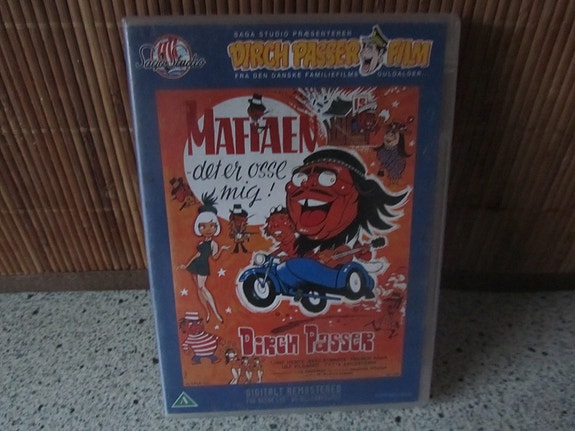 SAGA STUDIO PRÆSENTERER
Saga-studio
DIRCH PASSER FILM
FRA DEN DANSKE FAMILIEFILMS GULDALDER...
MAFIAEN
-det er osse
mig!
DIRCH PASSER
DIGITALT REMASTERED
A